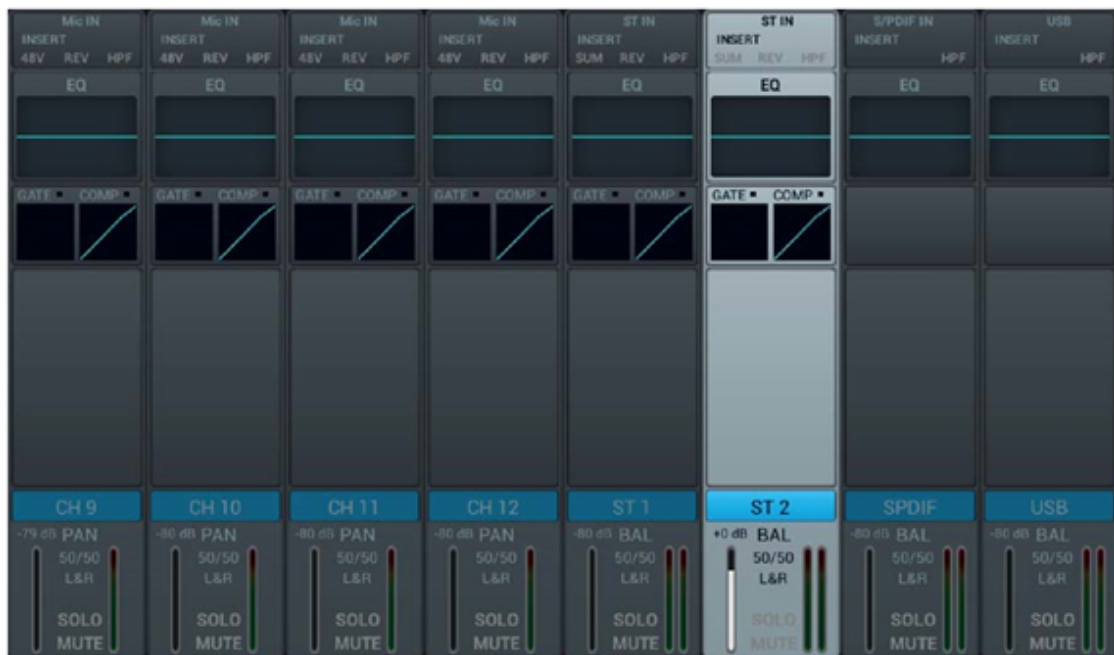 Mic IN Mic IN Mic IN Mic IN ST IN ST IN S/PDIF IN USB
INSERT INSERT INSERT INSERT INSERT INSERT INSERT INSERT
48V REV HPF 48V REV HPF 48V REV HPF 48V REV HPF SUM REV HPF SUM REV HPF HPF HPF
EQ EQ EQ EQ EQ EQ EQ EQ
GATE COMP GATE COMP GATE COMP GATE COMP GATE COMP GATE COMP
CH 9 CH 10 CH 11 CH 12 ST 1 ST 2 SPDIF USB
-79 dB PAN -80 dB PAN -80 dB PAN -80 dB PAN -80 dB BAL +0 dB BAL -80 dB BAL -80 dB BAL
50/50 50/50 50/50 50/50 50/50 50/50 50/50 50/50
L&R L&R L&R L&R L&R L&R L&R L&R
SOLO SOLO SOLO SOLO SOLO SOLO SOLO SOLO
MUTE MUTE MUTE MUTE MUTE MUTE MUTE MUTE